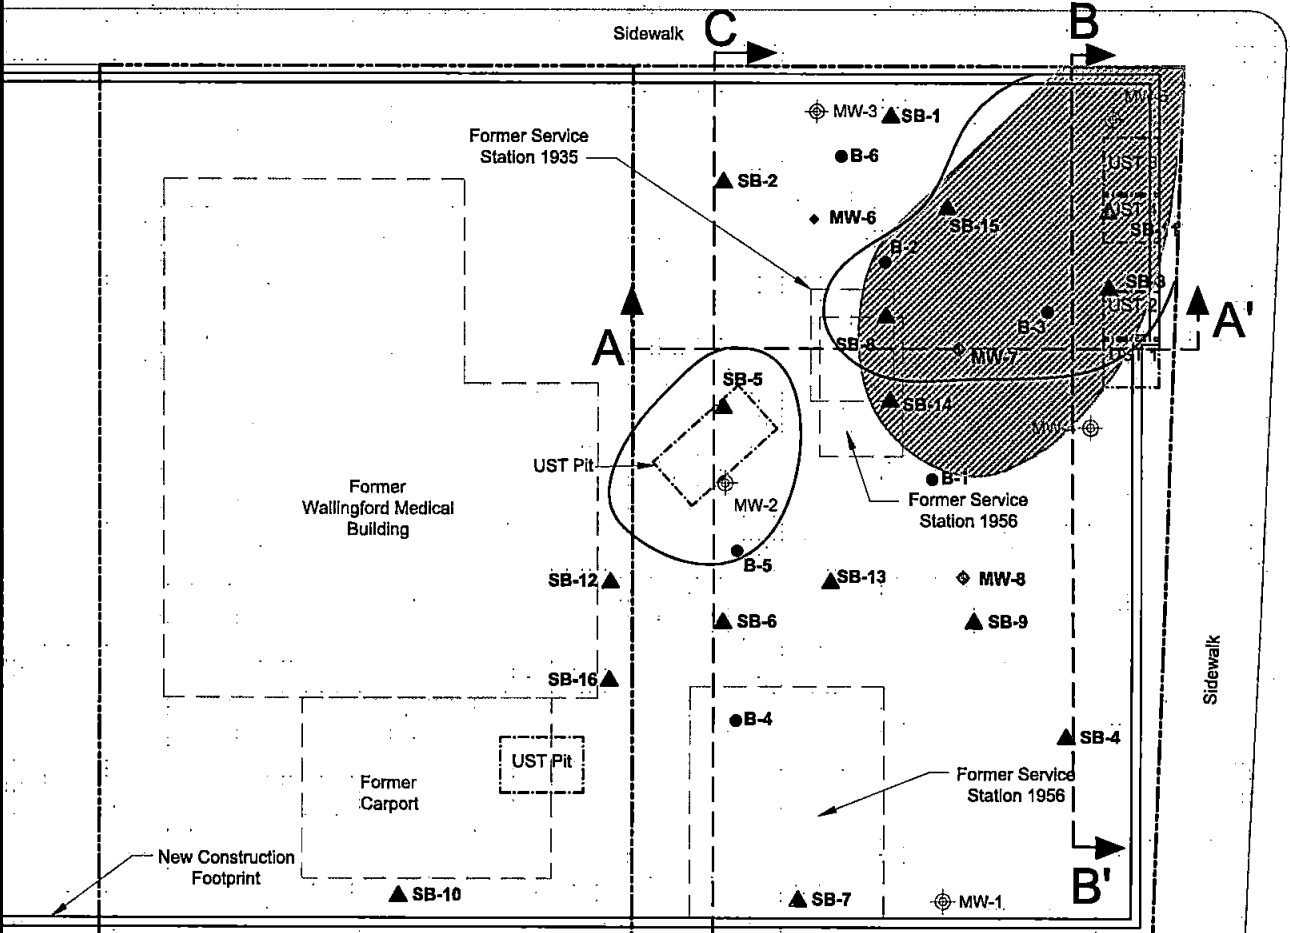 Sidewalk
C
B
MW-3
SB-1
MW-5
Former Service
Station 1935
B-6
UST 3
SB-2
MW-6
SB-15
UST 4
SB-11
B-2
SB-3
UST 2
B-3
A
A'
SB-8
MW-7
UST 1
SB-5
SB-14
MW-4
UST Pit
B-1
Former
Wallingford Medical
Building
MW-2
Former Service
Station 1956
B-5
SB-12
SB-13
MW-8
SB-6
SB-9
Sidewalk
SB-16
B-4
SB-4
UST Pit
Former
Carport
Former Service
Station 1956
New Construction
Footprint
B'
SB-10
SB-7
MW-1